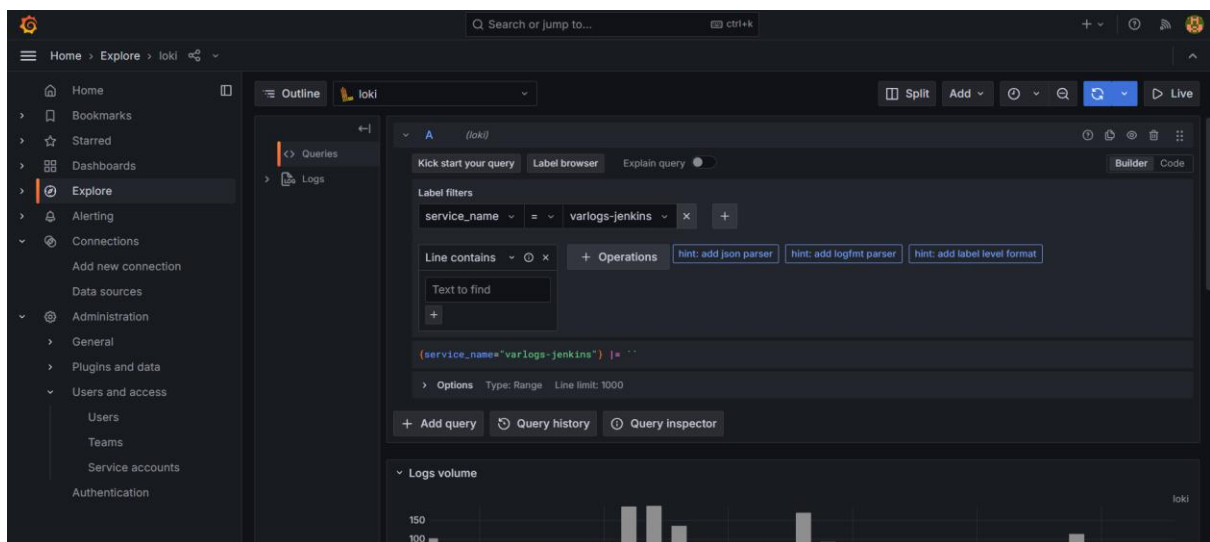 Search or jump to... ctrl+k
Home › Explore › loki
Home
Bookmarks
Starred
Dashboards
Explore
Alerting
Connections
Add new connection
Data sources
Administration
General
Plugins and data
Users and access
Users
Teams
Service accounts
Authentication
Outline loki
Split Add Live
Queries
Logs
A (loki)
Kick start your query Label browser Explain query Builder Code
Label filters
service_name = varlogs-jenkins
Line contains + Operations hint: add json parser hint: add logfmt parser hint: add label level format
Text to find
+
{service_name="varlogs-jenkins"} |= ``
Options Type: Range Line limit: 1000
+ Add query Query history Query inspector
Logs volume
loki
150
100